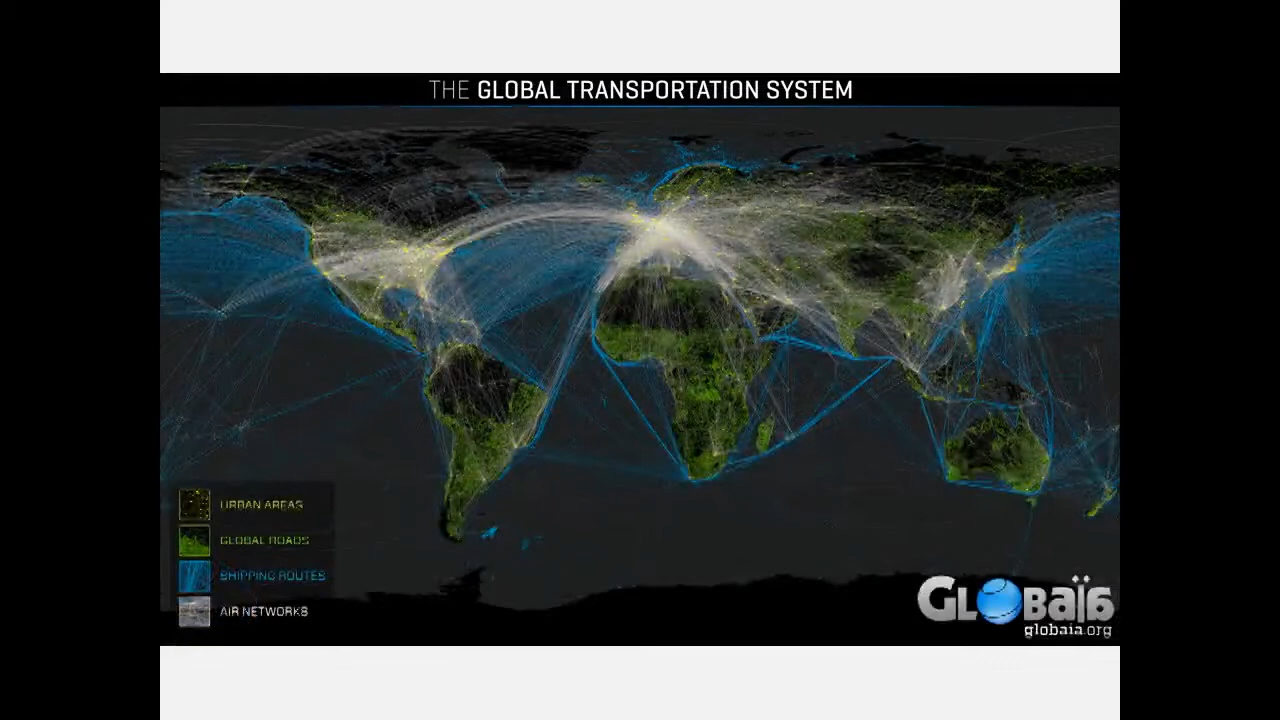 THE GLOBAL TRANSPORTATION SYSTEM
URBAN AREAS
GLOBAL ROADS
SHIPPING ROUTES
AIR NETWORKS
GLOBAÏA
globaia.org